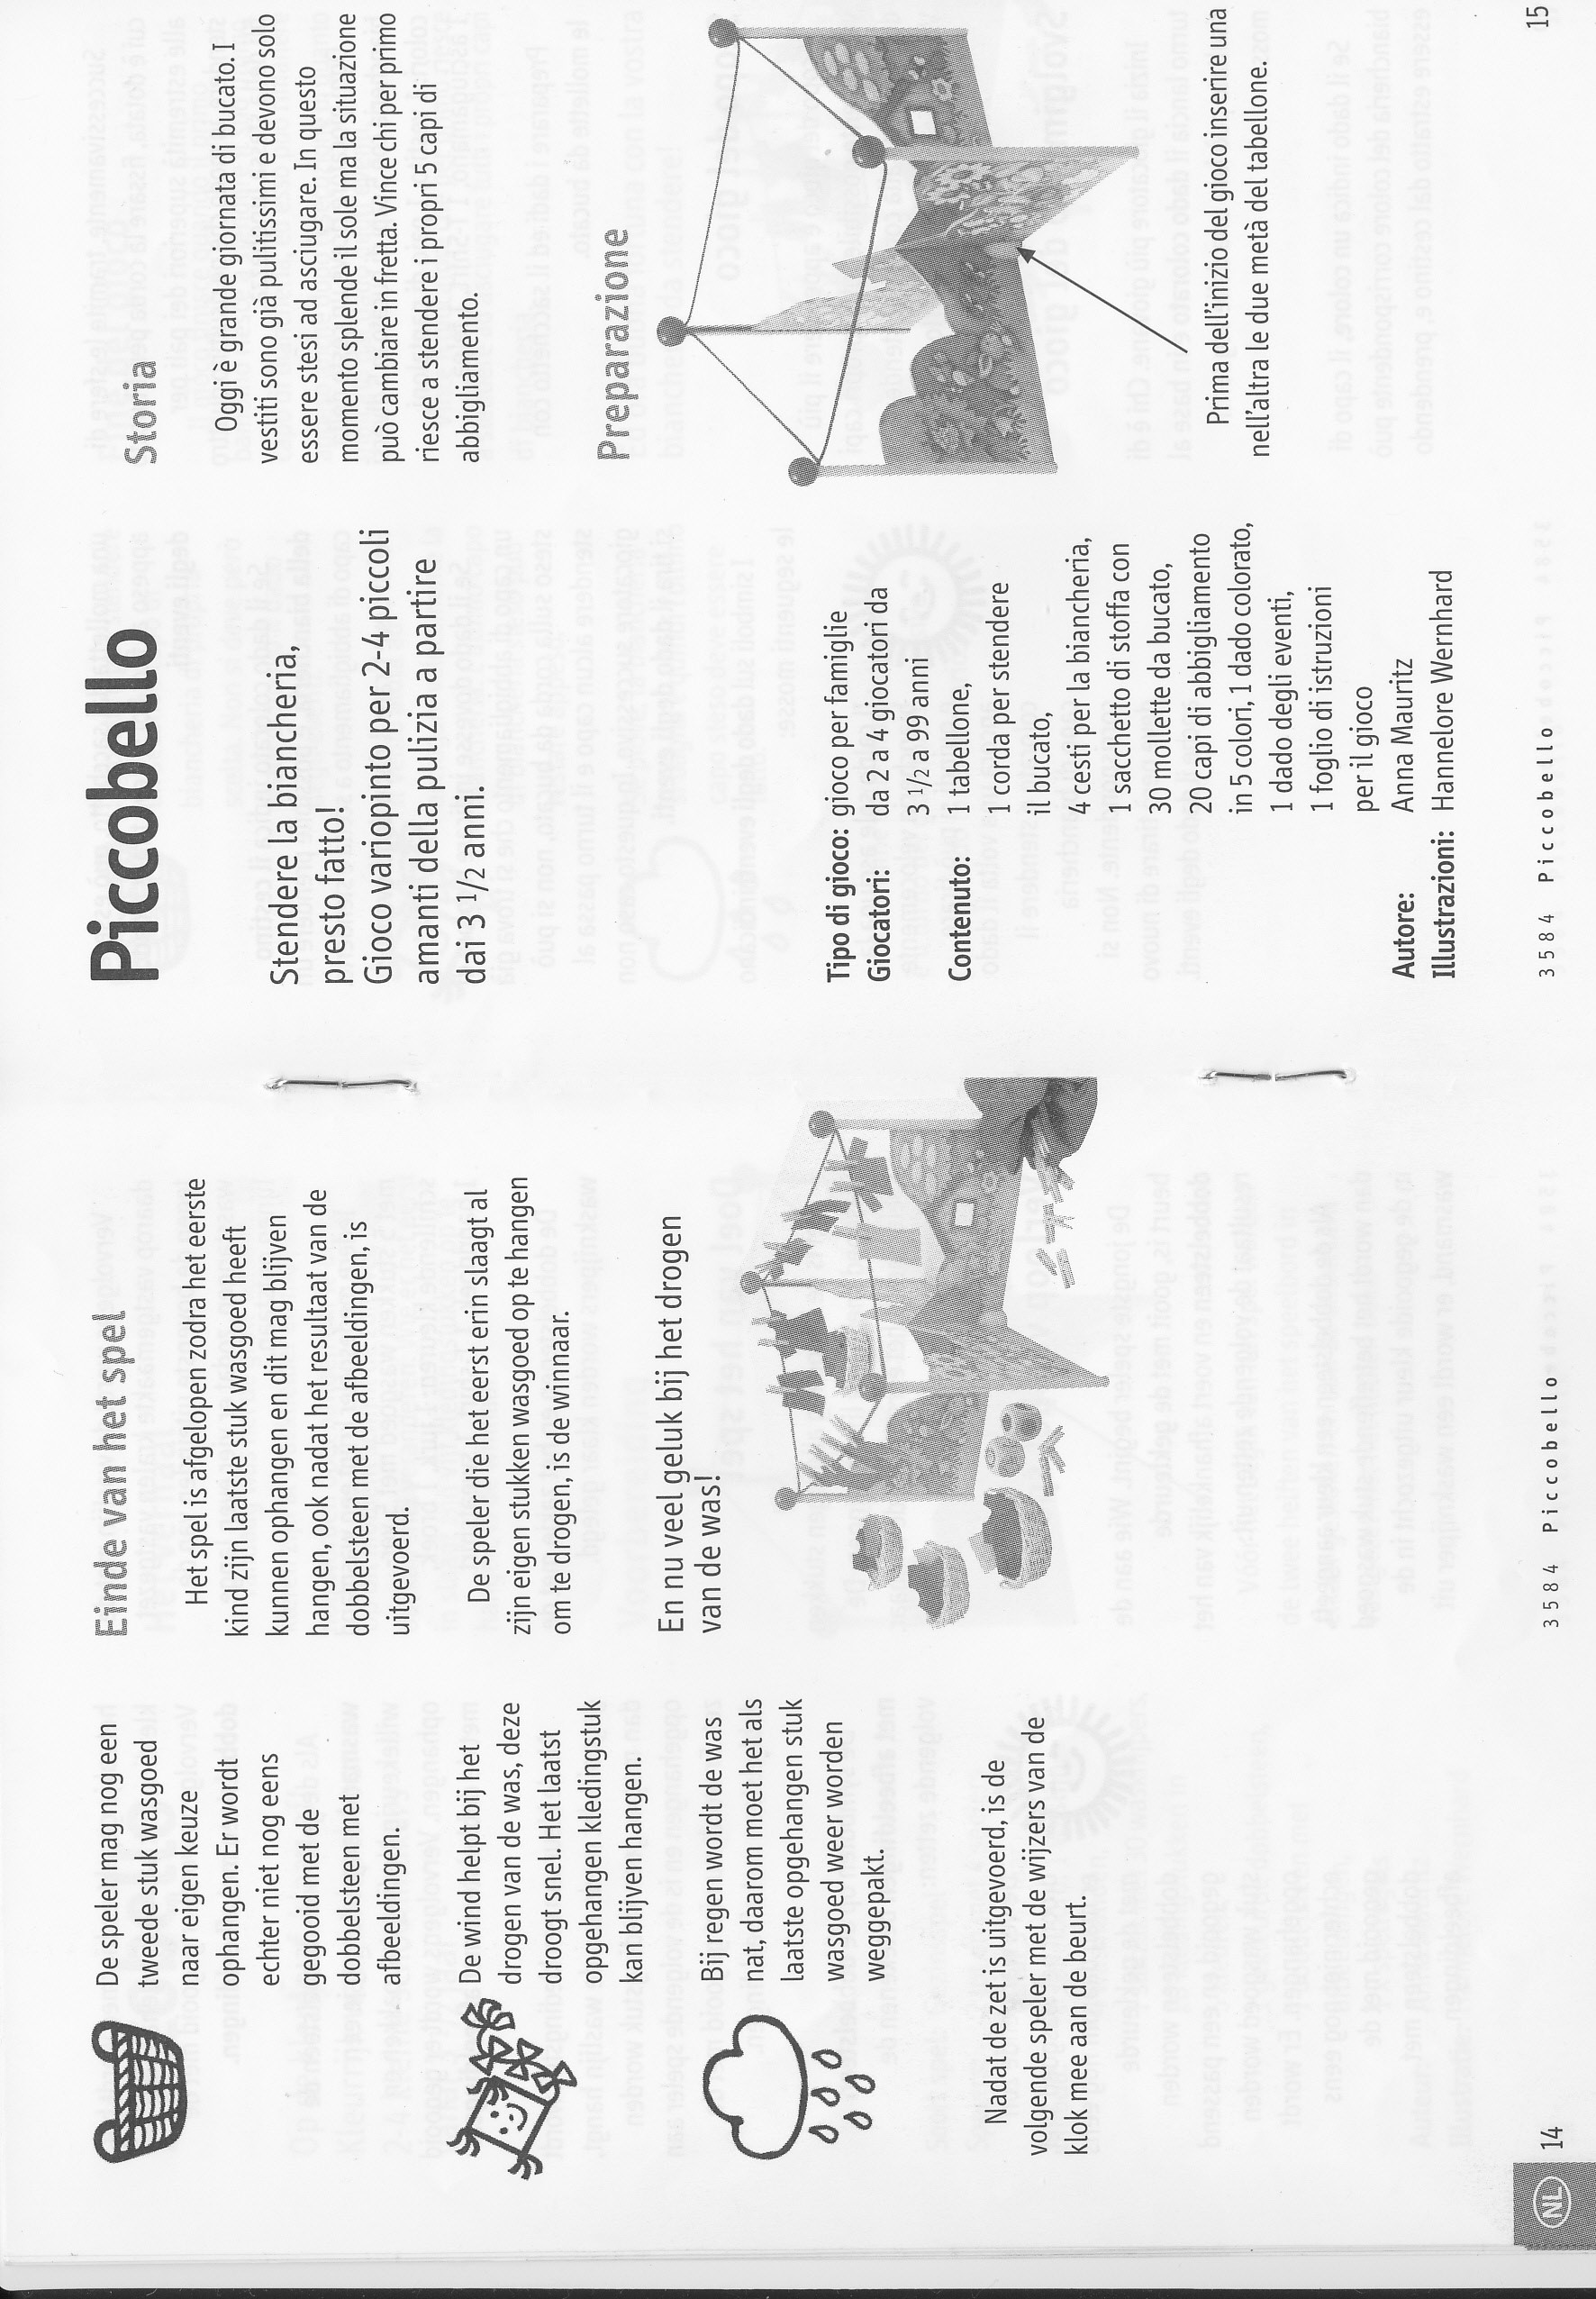 De speler mag nog een
tweede stuk wasgoed
naar eigen keuze
ophangen. Er wordt
echter niet nog eens
gegooid met de
dobbelsteen met
afbeeldingen.
De wind helpt bij het
drogen van de was, deze
droogt snel. Het laatst
opgehangen kledingstuk
kan blijven hangen.
Bij regen wordt de was
nat, daarom moet het als
laatste opgehangen stuk
wasgoed weer worden
weggepakt.
Nadat de zet is uitgevoerd, is de
volgende speler met de wijzers van de
klok mee aan de beurt.
NL
14
Einde van het spel
Het spel is afgelopen zodra het eerste
kind zijn laatste stuk wasgoed heeft
kunnen ophangen en dit mag blijven
hangen, ook nadat het resultaat van de
dobbelsteen met de afbeeldingen, is
uitgevoerd.
De speler die het eerst erin slaagt al
zijn eigen stukken wasgoed op te hangen
om te drogen, is de winnaar.
En nu veel geluk bij het drogen
van de was!
3584 Piccobello
Piccobello
Stendere la biancheria,
presto fatto!
Gioco variopinto per 2-4 piccoli
amanti della pulizia a partire
dai 3 1/2 anni.
Tipo di gioco: gioco per famiglie
Giocatori: da 2 a 4 giocatori da
3 1/2 a 99 anni
Contenuto: 1 tabellone,
1 corda per stendere
il bucato,
4 cesti per la biancheria,
1 sacchetto di stoffa con
30 mollette da bucato,
20 capi di abbigliamento
in 5 colori, 1 dado colorato,
1 dado degli eventi,
1 foglio di istruzioni
per il gioco
Autore: Anna Mauritz
Illustrazioni: Hannelore Wernhard
3584 Piccobello
Storia
Oggi è grande giornata di bucato. I
vestiti sono già pulitissimi e devono solo
essere stesi ad asciugare. In questo
momento splende il sole ma la situazione
può cambiare in fretta. Vince chi per primo
riesce a stendere i propri 5 capi di
abbigliamento.
Preparazione
Prima dell'inizio del gioco inserire una
nell'altra le due metà del tabellone.
15